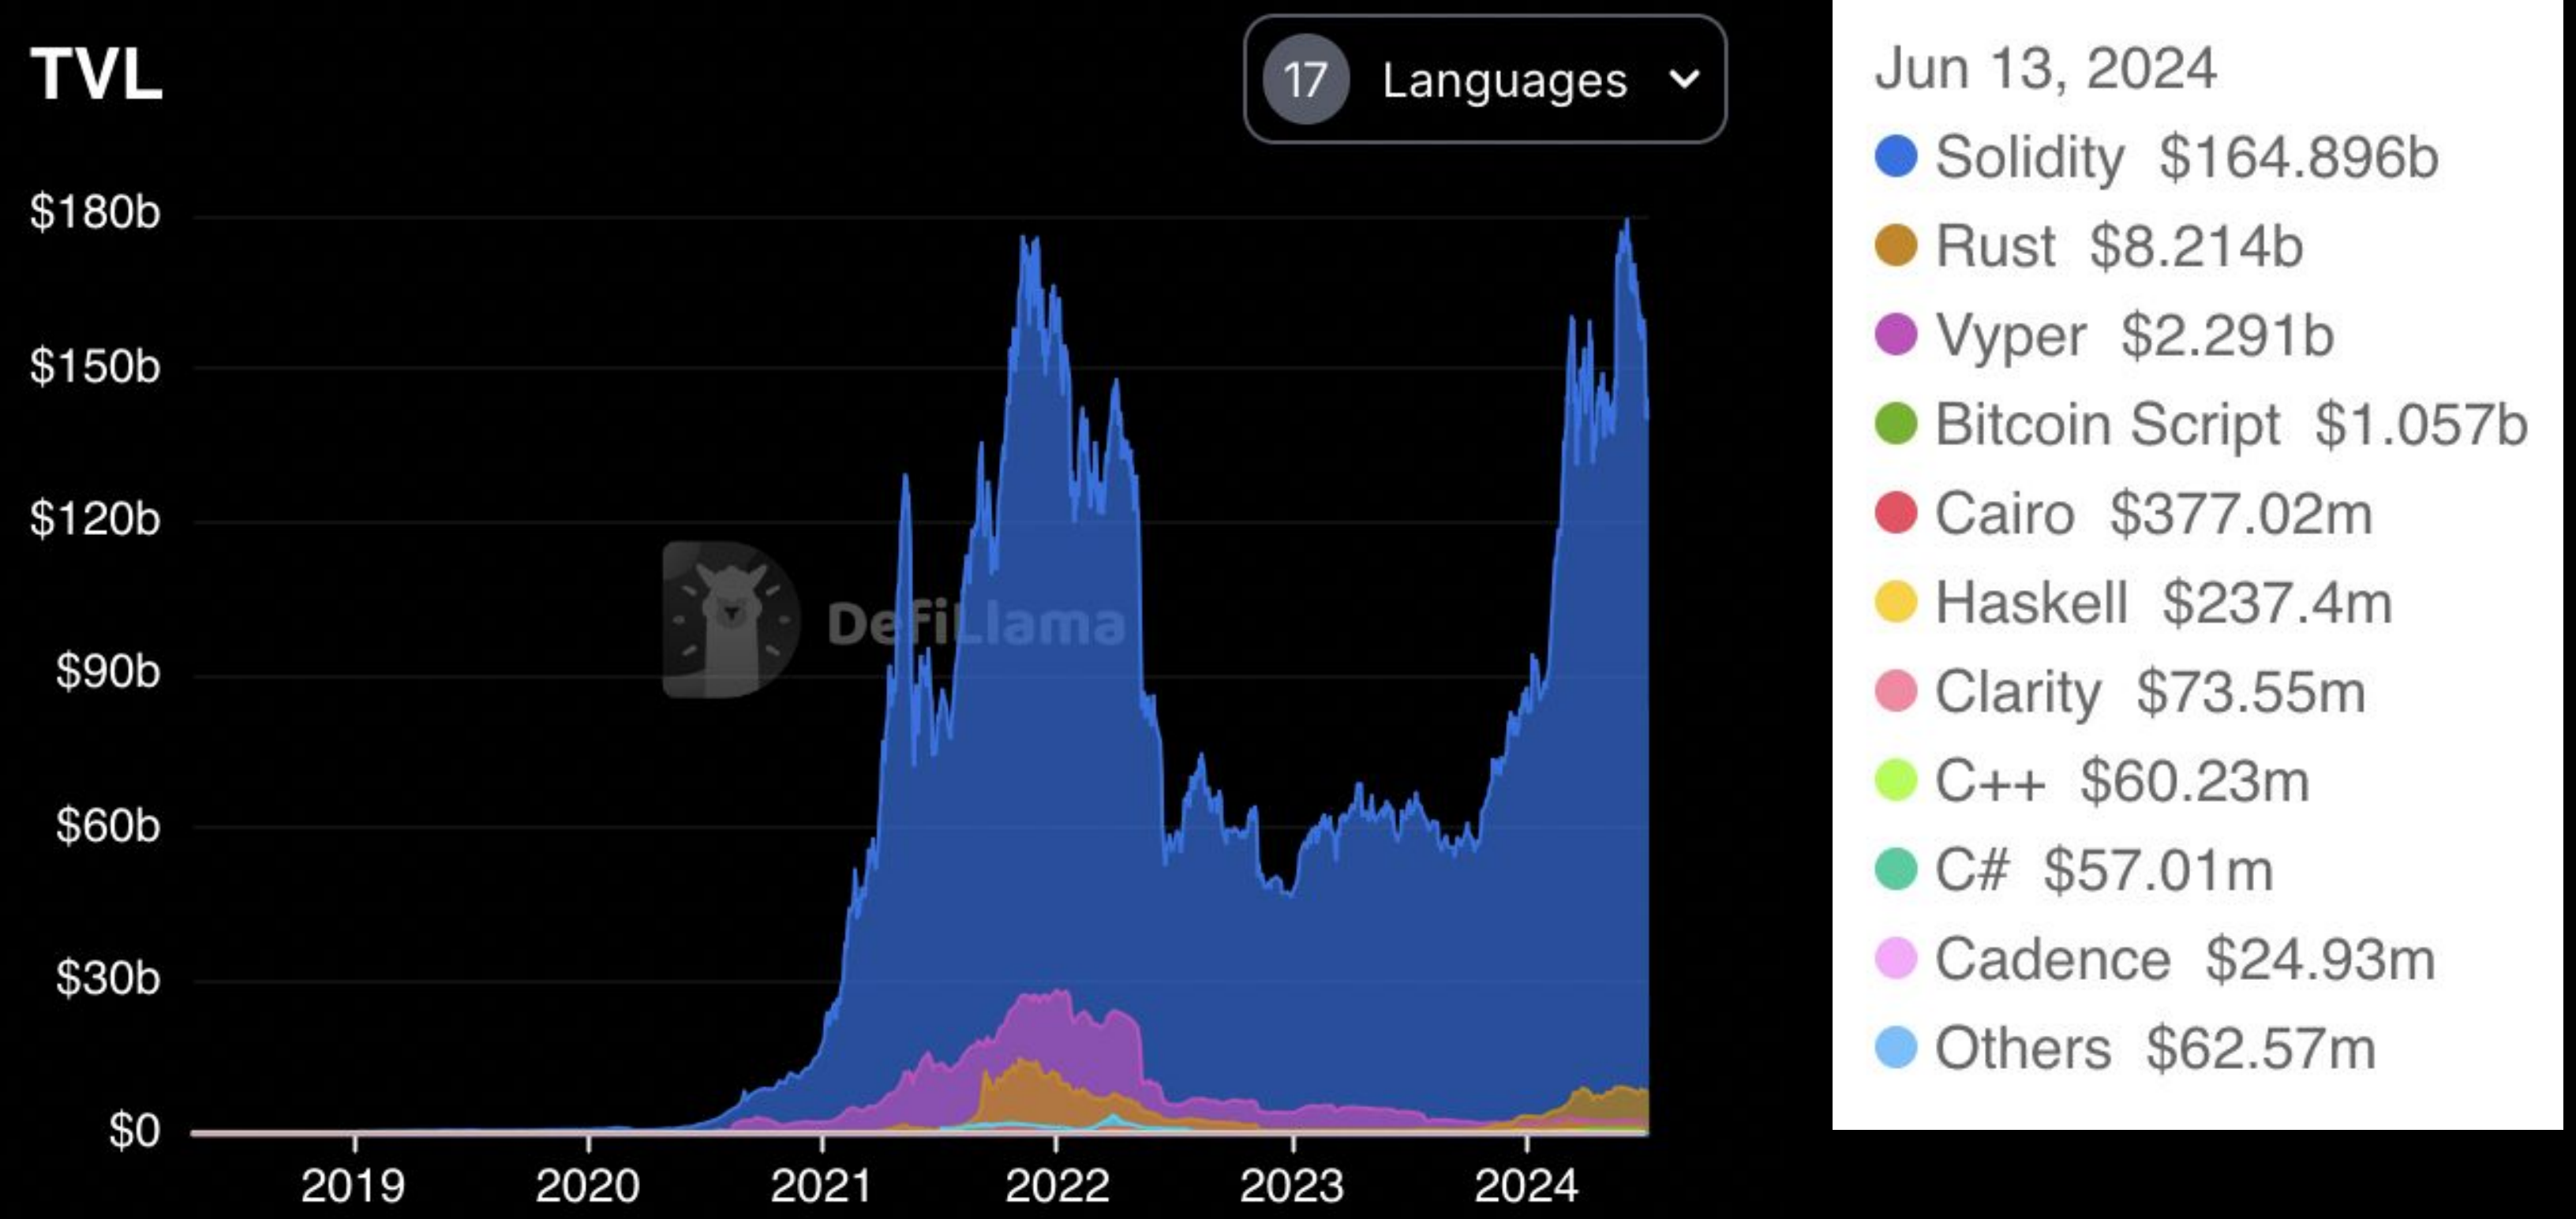 TVL
17 Languages
$180b
$150b
$120b
$90b
$60b
$30b
$0
DefiLlama
2019 2020 2021 2022 2023 2024
Jun 13, 2024
Solidity $164.896b
Rust $8.214b
Vyper $2.291b
Bitcoin Script $1.057b
Cairo $377.02m
Haskell $237.4m
Clarity $73.55m
C++ $60.23m
C# $57.01m
Cadence $24.93m
Others $62.57m